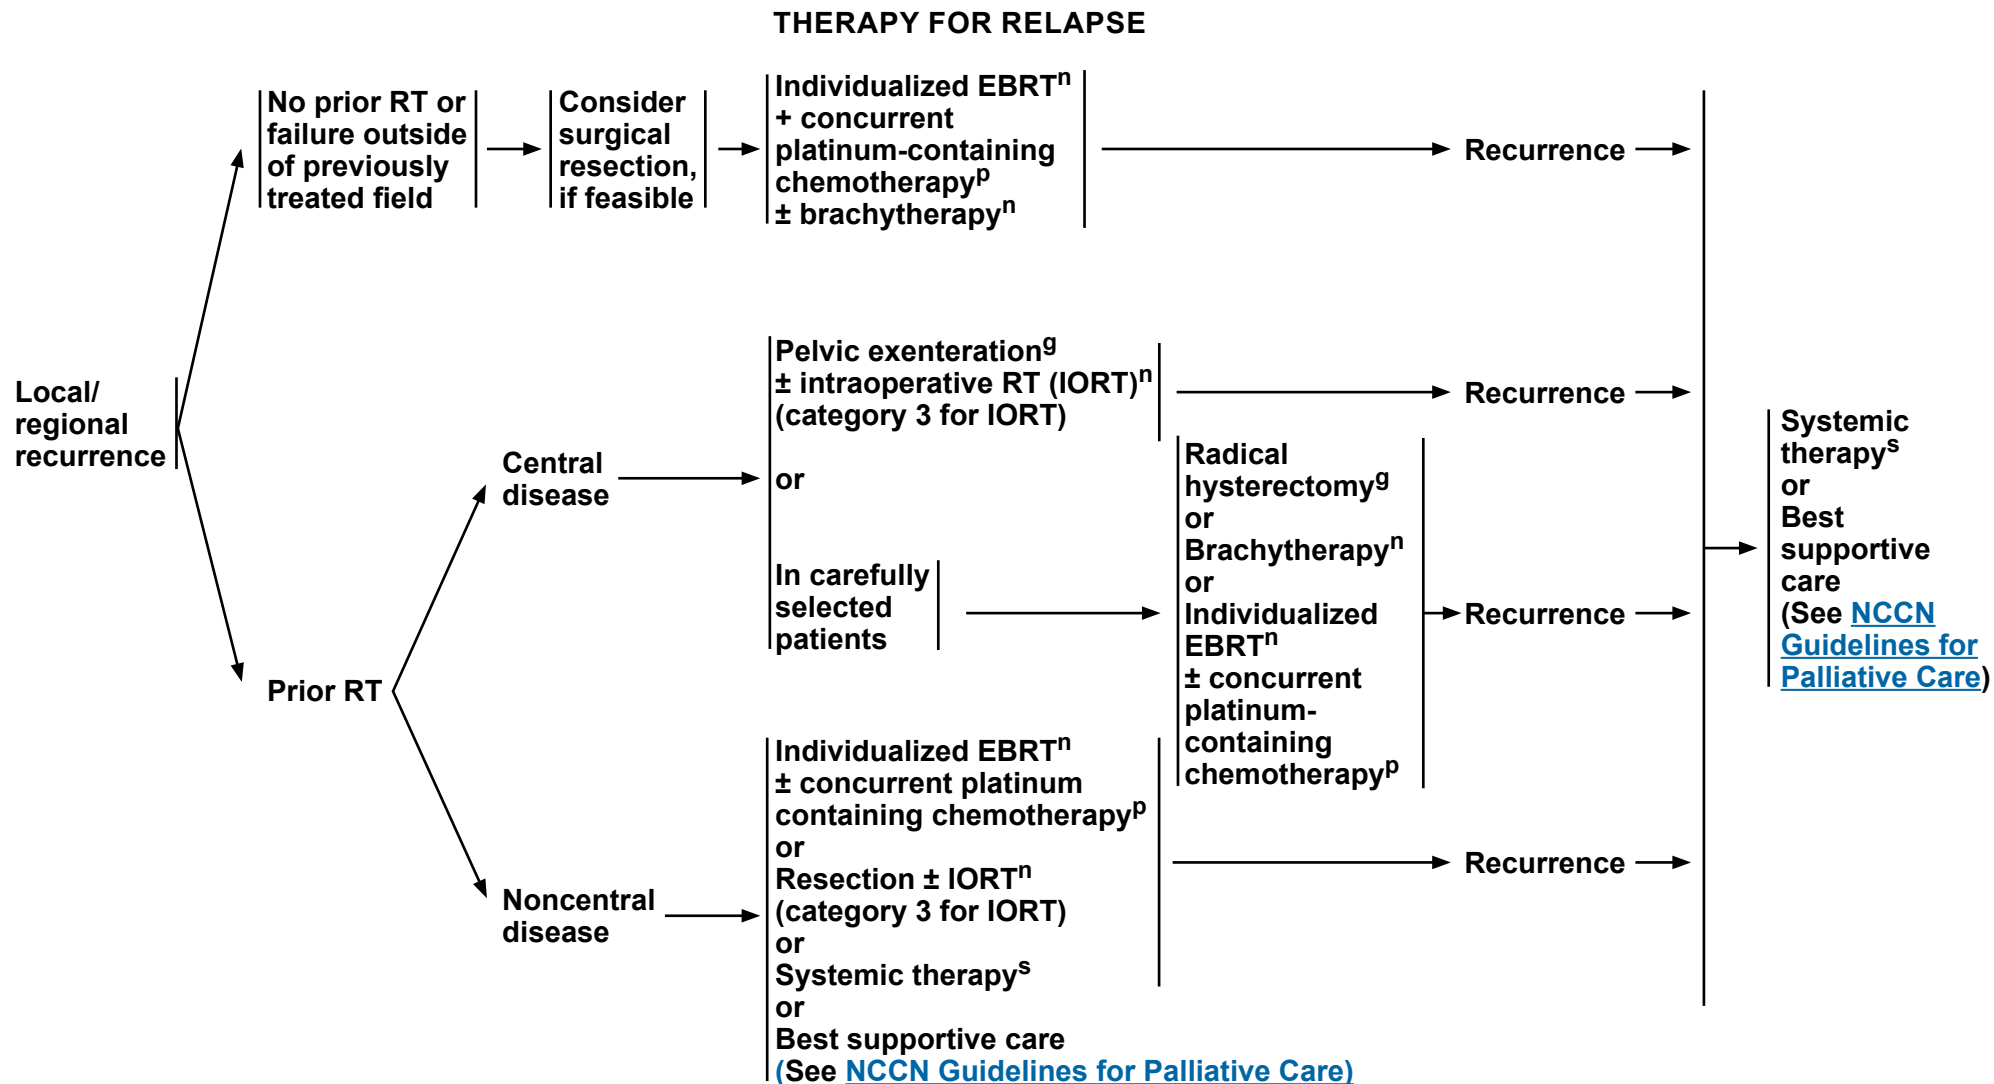 THERAPY FOR RELAPSE
No prior RT or
failure outside
of previously
treated field
Consider
surgical
resection,
if feasible
Individualized EBRTⁿ
+ concurrent
platinum-containing
chemotherapyᵖ
± brachytherapyⁿ
Recurrence
Local/
regional
recurrence
Prior RT
Central
disease
Pelvic exenterationᵍ
± intraoperative RT (IORT)ⁿ
(category 3 for IORT)
or
In carefully
selected
patients
Recurrence
Radical
hysterectomyᵍ
or
Brachytherapyⁿ
or
Individualized
EBRTⁿ
± concurrent
platinum-
containing
chemotherapyᵖ
Recurrence
Noncentral
disease
Individualized EBRTⁿ
± concurrent platinum
containing chemotherapyᵖ
or
Resection ± IORTⁿ
(category 3 for IORT)
or
Systemic therapyˢ
or
Best supportive care
(See NCCN Guidelines for Palliative Care)
Recurrence
Systemic
therapyˢ
or
Best
supportive
care
(See NCCN
Guidelines for
Palliative Care)